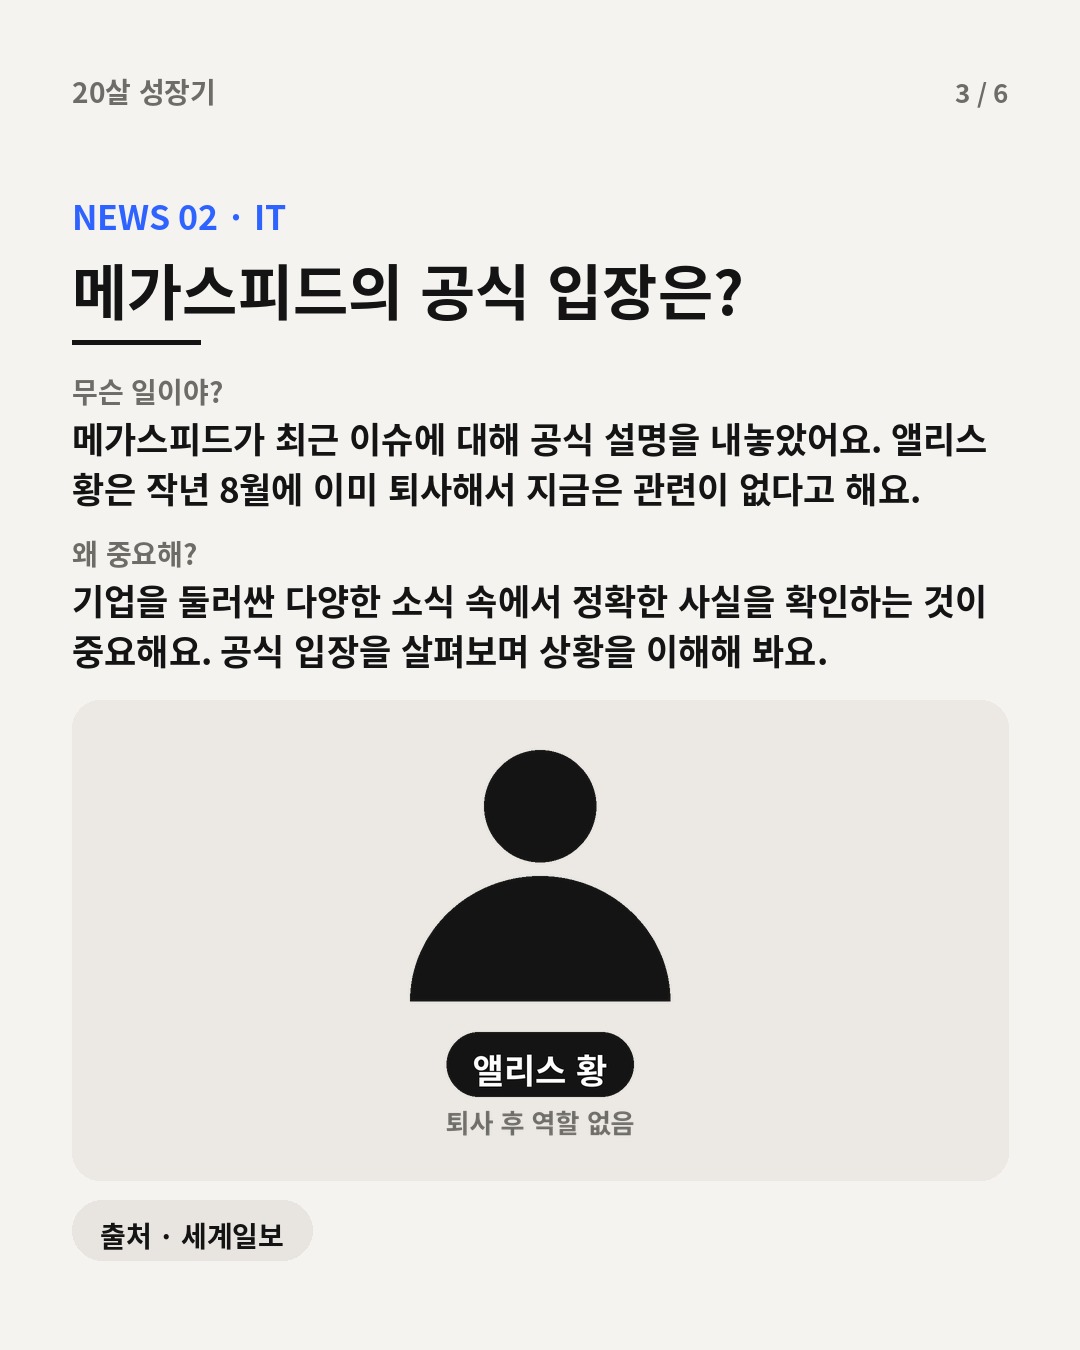 20살 성장기
3 / 6
NEWS 02 · IT
메가스피드의 공식 입장은?
무슨 일이야?
메가스피드가 최근 이슈에 대해 공식 설명을 내놓았어요. 앨리스
황은 작년 8월에 이미 퇴사해서 지금은 관련이 없다고 해요.
왜 중요해?
기업을 둘러싼 다양한 소식 속에서 정확한 사실을 확인하는 것이
중요해요. 공식 입장을 살펴보며 상황을 이해해 봐요.
앨리스 황
퇴사 후 역할 없음
출처 · 세계일보